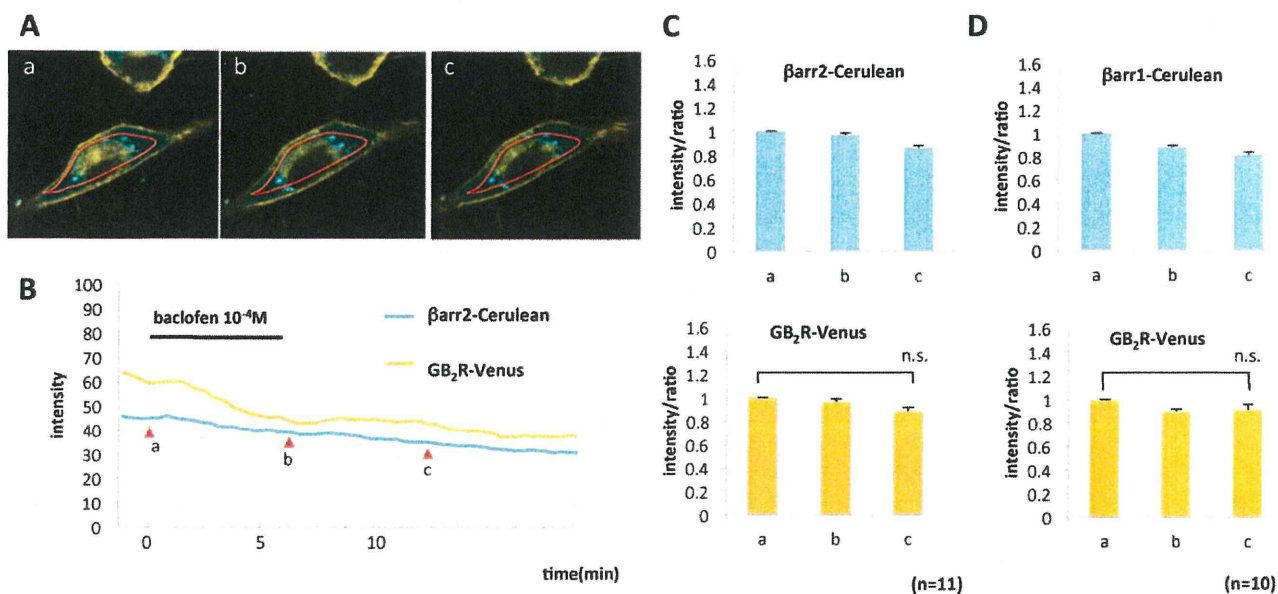 A
a
b
c
B
100
90
80
70
60
50
40
30
20
10
0
intensity
baclofen 10⁻⁴M
βarr2-Cerulean
GB₂R-Venus
a
b
c
0
5
10
time(min)
C
βarr2-Cerulean
1.6
1.4
1.2
1
0.8
0.6
0.4
0.2
0
intensity/ratio
a
b
c
GB₂R-Venus
n.s.
1.6
1.4
1.2
1
0.8
0.6
0.4
0.2
0
intensity/ratio
a
b
c
(n=11)
D
βarr1-Cerulean
1.6
1.4
1.2
1
0.8
0.6
0.4
0.2
0
intensity/ratio
a
b
c
GB₂R-Venus
n.s.
1.6
1.4
1.2
1
0.8
0.6
0.4
0.2
0
intensity/ratio
a
b
c
(n=10)